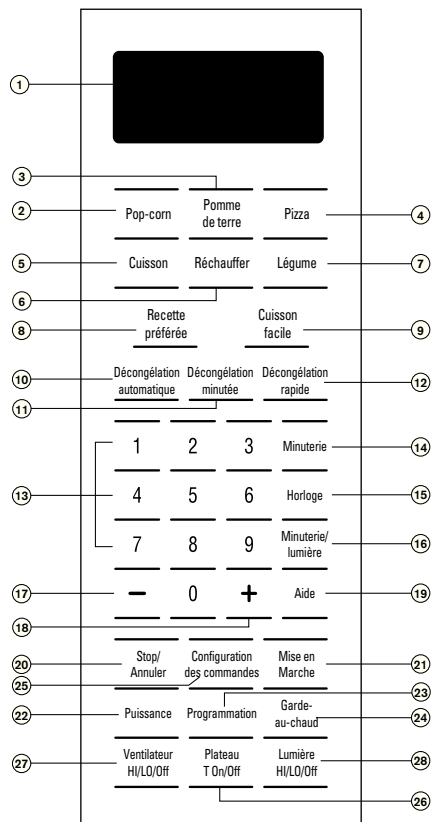 1
3
Pop-corn
Pomme
de terre
Pizza
2
4
5
Cuisson
Réchauffer
Légume
7
6
8
Recette
préférée
Cuisson
facile
9
10
Décongélation
automatique
Décongélation
minutée
Décongélation
rapide
12
11
1 2 3 Minuterie
14
13
4 5 6 Horloge
15
7 8 9 Minuterie/
lumière
16
17
− 0 + Aide
19
18
20
Stop/
Annuler
Configuration
des commandes
Mise en
Marche
21
25
23
22
Puissance
Programmation
Garde-
au-chaud
24
27
Ventilateur
HI/LO/Off
Plateau
T On/Off
Lumière
HI/LO/Off
28
26